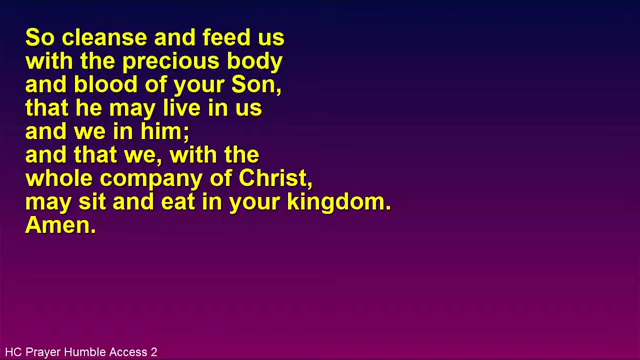 So cleanse and feed us
with the precious body
and blood of your Son,
that he may live in us
and we in him;
and that we, with the
whole company of Christ,
may sit and eat in your kingdom.
Amen.
HC Prayer Humble Access 2